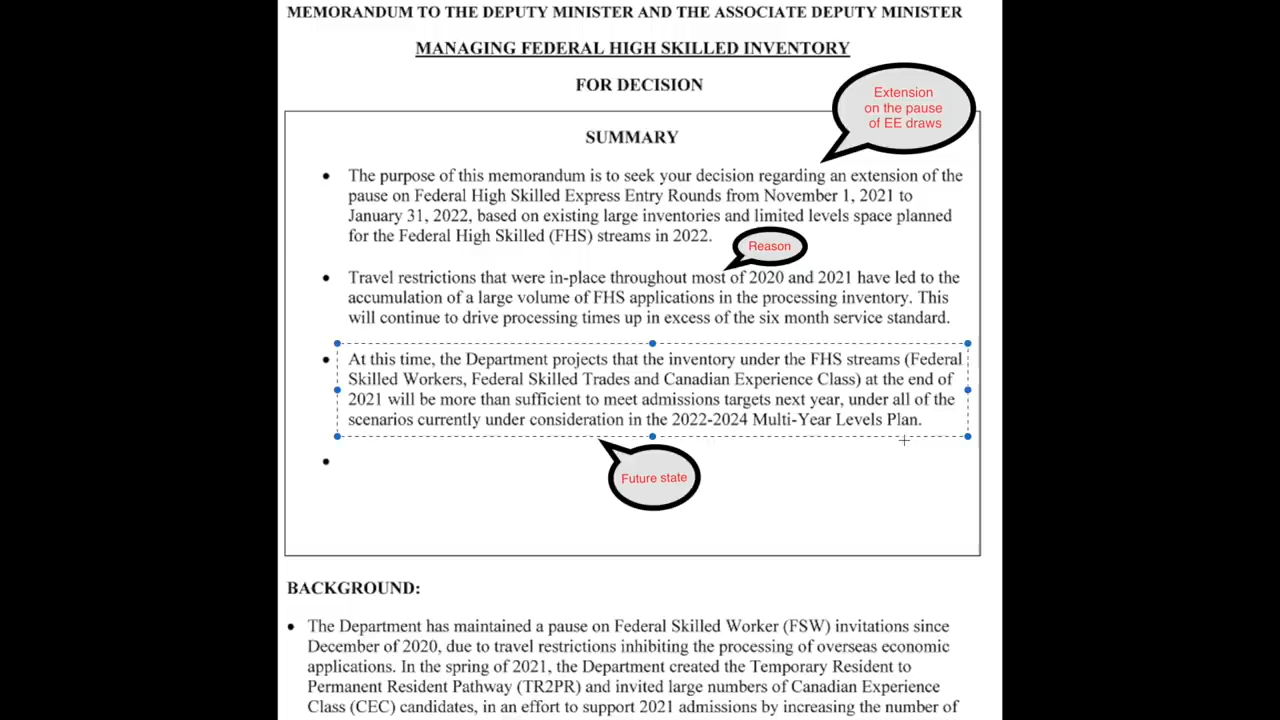 MEMORANDUM TO THE DEPUTY MINISTER AND THE ASSOCIATE DEPUTY MINISTER
MANAGING FEDERAL HIGH SKILLED INVENTORY
FOR DECISION
Extension
on the pause
of EE draws
SUMMARY
• The purpose of this memorandum is to seek your decision regarding an extension of the
pause on Federal High Skilled Express Entry Rounds from November 1, 2021 to
January 31, 2022, based on existing large inventories and limited levels space planned
for the Federal High Skilled (FHS) streams in 2022.
Reason
• Travel restrictions that were in-place throughout most of 2020 and 2021 have led to the
accumulation of a large volume of FHS applications in the processing inventory. This
will continue to drive processing times up in excess of the six month service standard.
• At this time, the Department projects that the inventory under the FHS streams (Federal
Skilled Workers, Federal Skilled Trades and Canadian Experience Class) at the end of
2021 will be more than sufficient to meet admissions targets next year, under all of the
scenarios currently under consideration in the 2022-2024 Multi-Year Levels Plan.
•
Future state
BACKGROUND:
• The Department has maintained a pause on Federal Skilled Worker (FSW) invitations since
December of 2020, due to travel restrictions inhibiting the processing of overseas economic
applications. In the spring of 2021, the Department created the Temporary Resident to
Permanent Resident Pathway (TR2PR) and invited large numbers of Canadian Experience
Class (CEC) candidates, in an effort to support 2021 admissions by increasing the number of